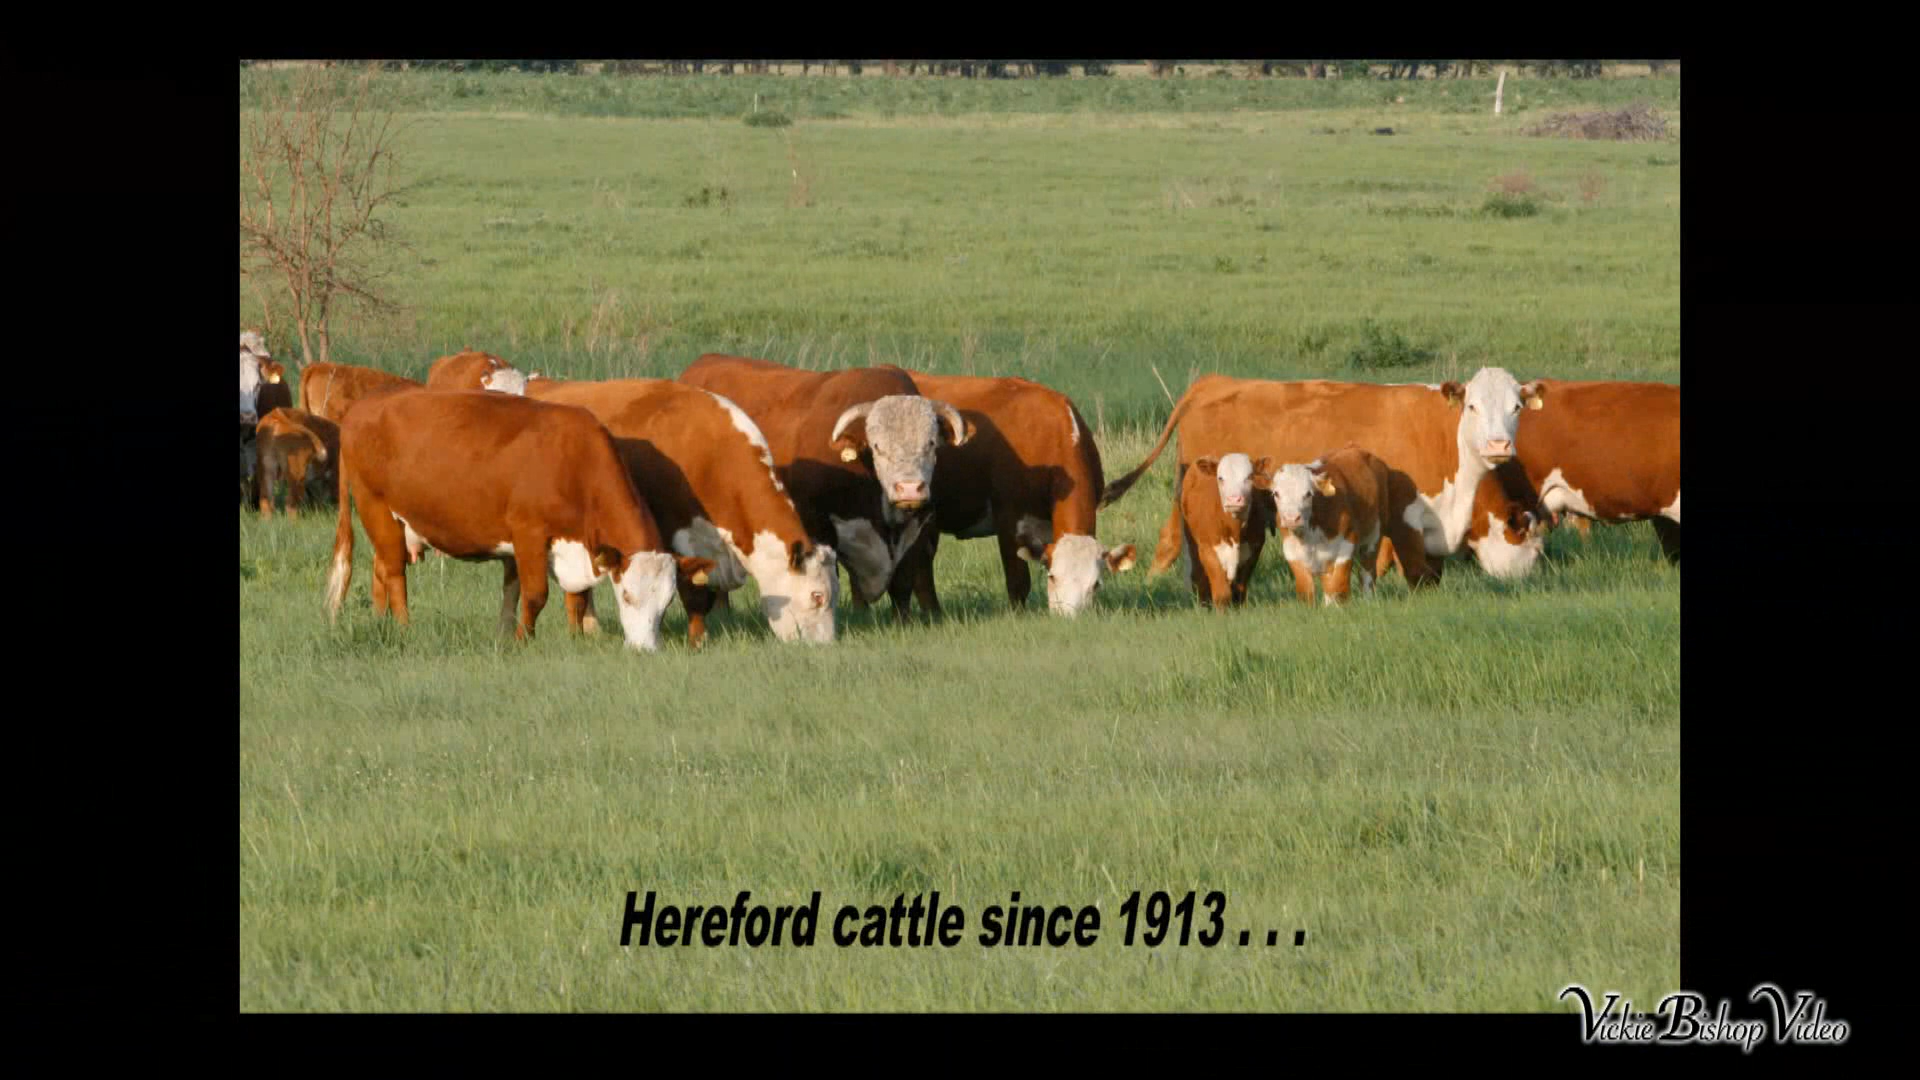 Hereford cattle since 1913 . . .
Vickie Bishop Video